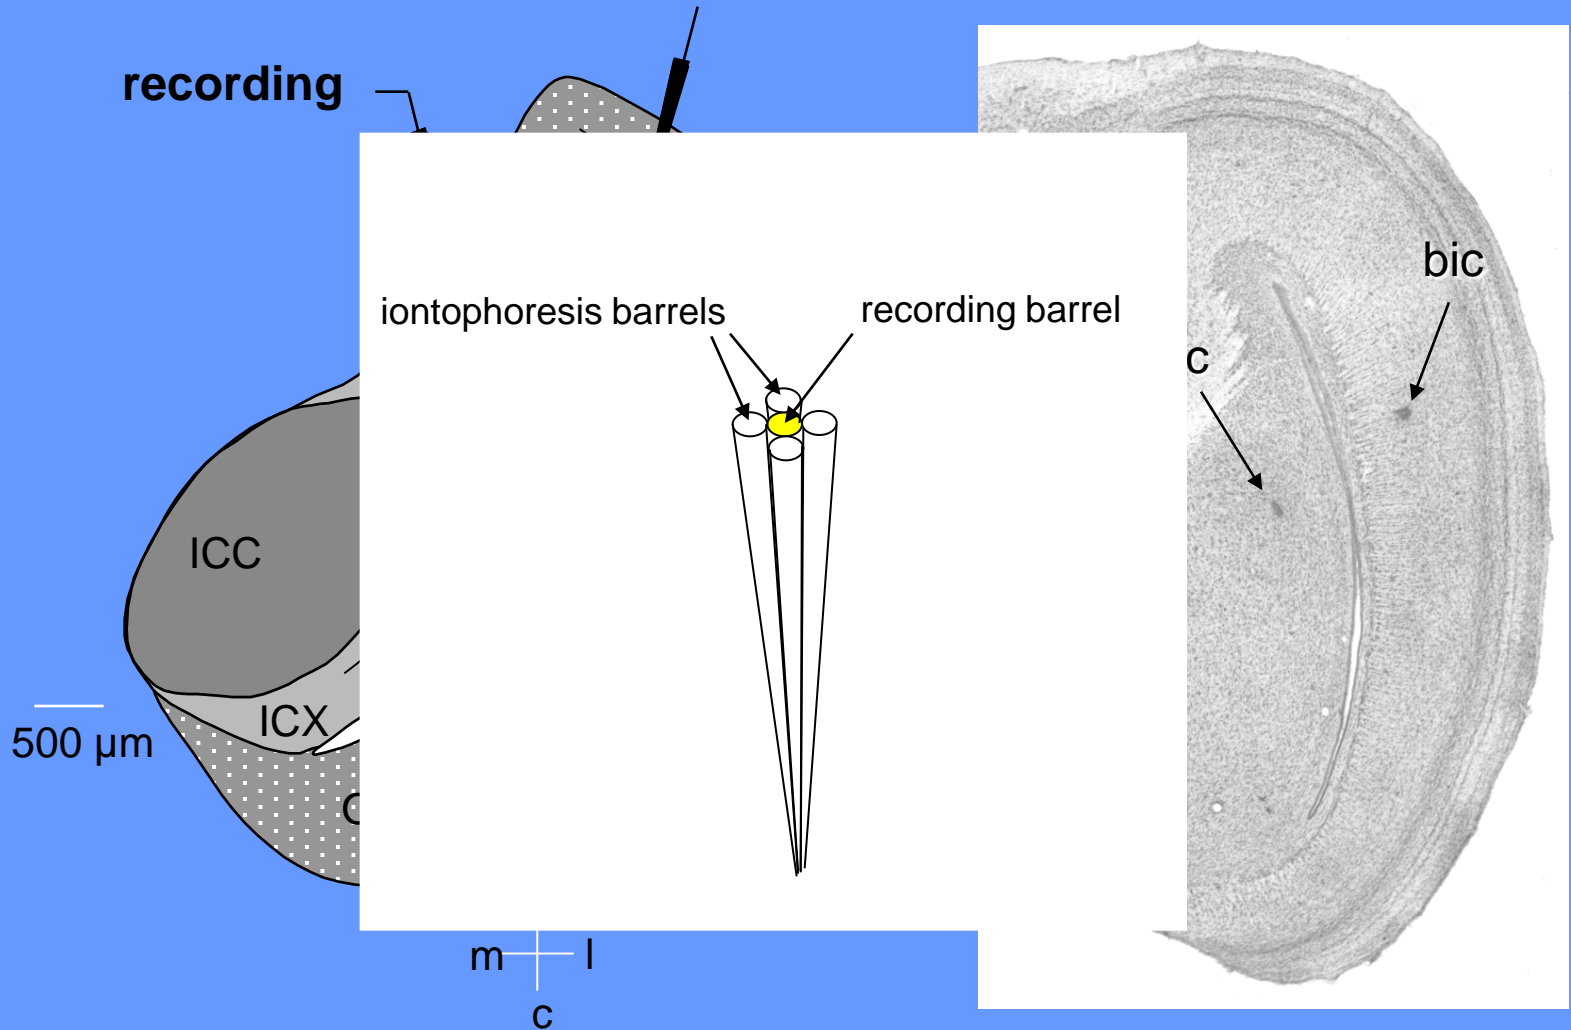 recording
bic
iontophoresis barrels
recording barrel
c
ICC
ICX
500 µm
m
l
c